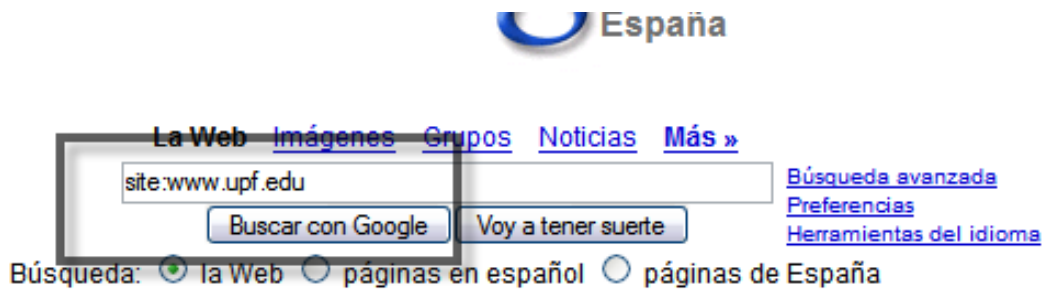 España
La Web Imágenes Grupos Noticias Más »
site:www.upf.edu
Búsqueda avanzada
Preferencias
Herramientas del idioma
Buscar con Google Voy a tener suerte
Búsqueda: la Web páginas en español páginas de España